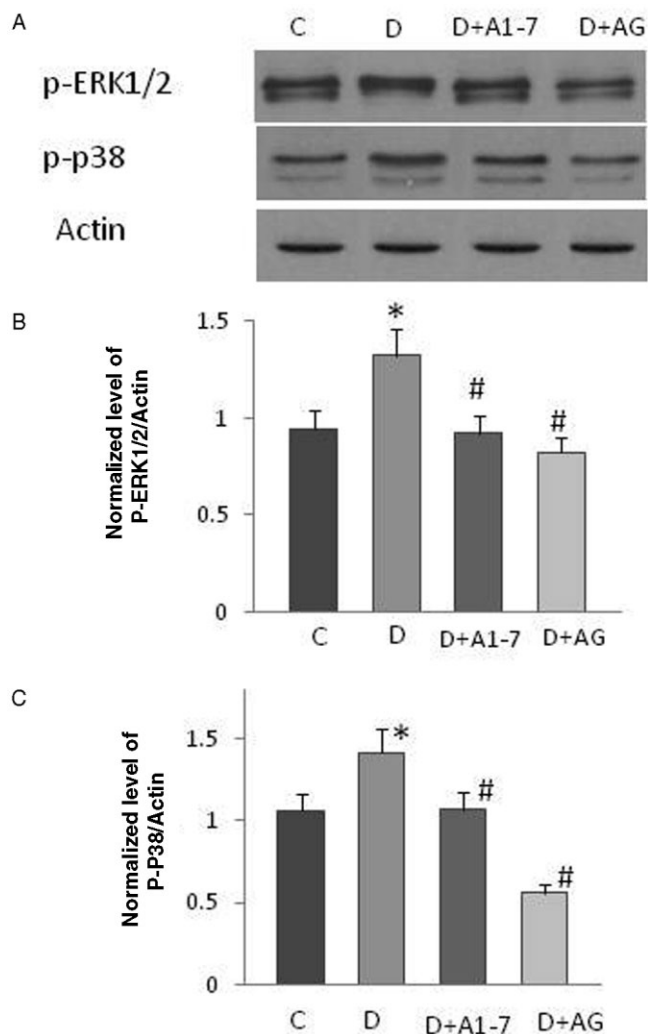 A
C D D+A1-7 D+AG
p-ERK1/2
p-p38
Actin
B
Normalized level of
P-ERK1/2/Actin
1.5
1
0.5
0
*
#
#
C D D+A1-7 D+AG
C
Normalized level of
P-P38/Actin
1.5
1
0.5
0
*
#
#
C D D+A1-7 D+AG